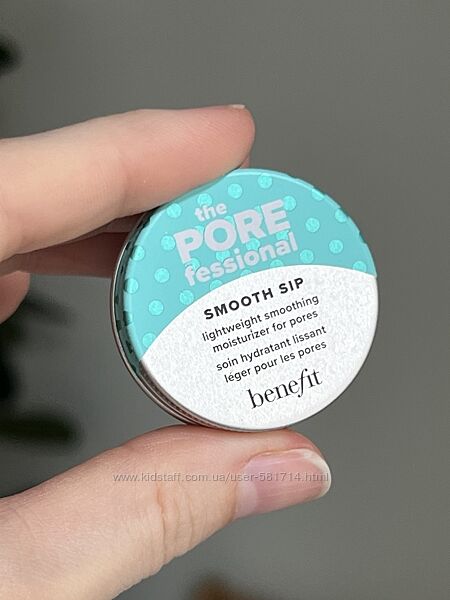 the
PORE
fessional
SMOOTH SIP
lightweight smoothing
moisturizer for pores
soin hydratant lissant
léger pour les pores
benefit
www.kidstaff.com.ua/user-581714.html